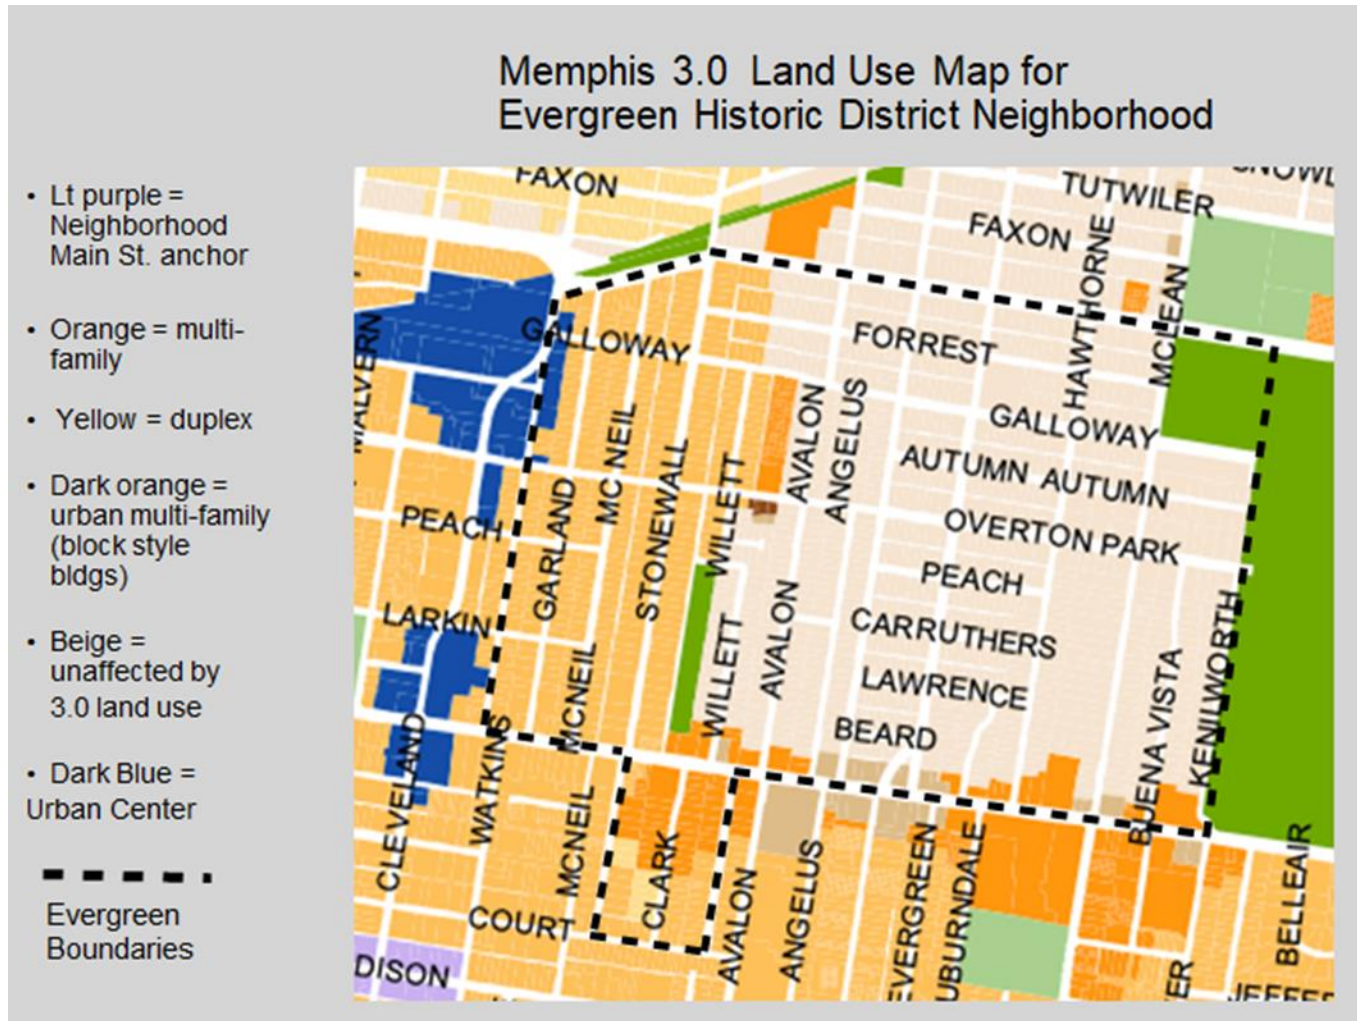 Memphis 3.0 Land Use Map for
Evergreen Historic District Neighborhood
• Lt purple =
Neighborhood
Main St. anchor
• Orange = multi-
family
• Yellow = duplex
• Dark orange =
urban multi-family
(block style
bldgs)
• Beige =
unaffected by
3.0 land use
• Dark Blue =
Urban Center
Evergreen
Boundaries
FAXON
TUTWILER
FAXON
HAWTHORNE
MCLEAN
MALVERN
GALLOWAY
FORREST
GALLOWAY
AVALON
ANGELUS
MC NEIL
STONEWALL
WILLETT
AUTUMN AUTUMN
PEACH
GARLAND
OVERTON PARK
PEACH
LARKIN
CARRUTHERS
WILLETT
AVALON
MCNEIL
LAWRENCE
BEARD
BUENA VISTA
KENILWORTH
CLEVELAND
WATKINS
MCNEIL
CLARK
COURT
AVALON
ANGELUS
EVERGREEN
UBURNDALE
BELLEAIR
DISON
ER